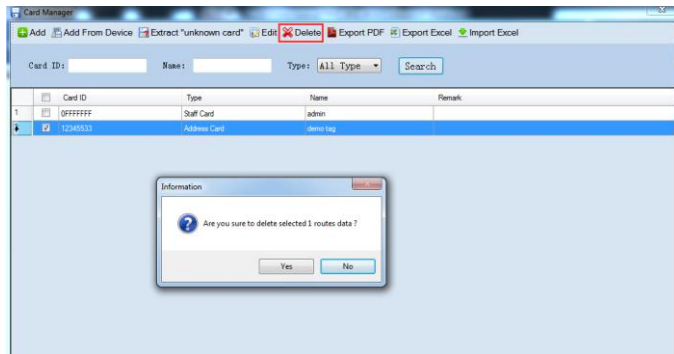 Card Manager
Add Add From Device Extract "unknown card" Edit Delete Export PDF Export Excel Import Excel
Card ID: Name: Type: All Type Search
Card ID Type Name Remark
1 0FFFFFFF Staff Card admin
12345533 Address Card demo tag
Information
Are you sure to delete selected 1 routes data ?
Yes No